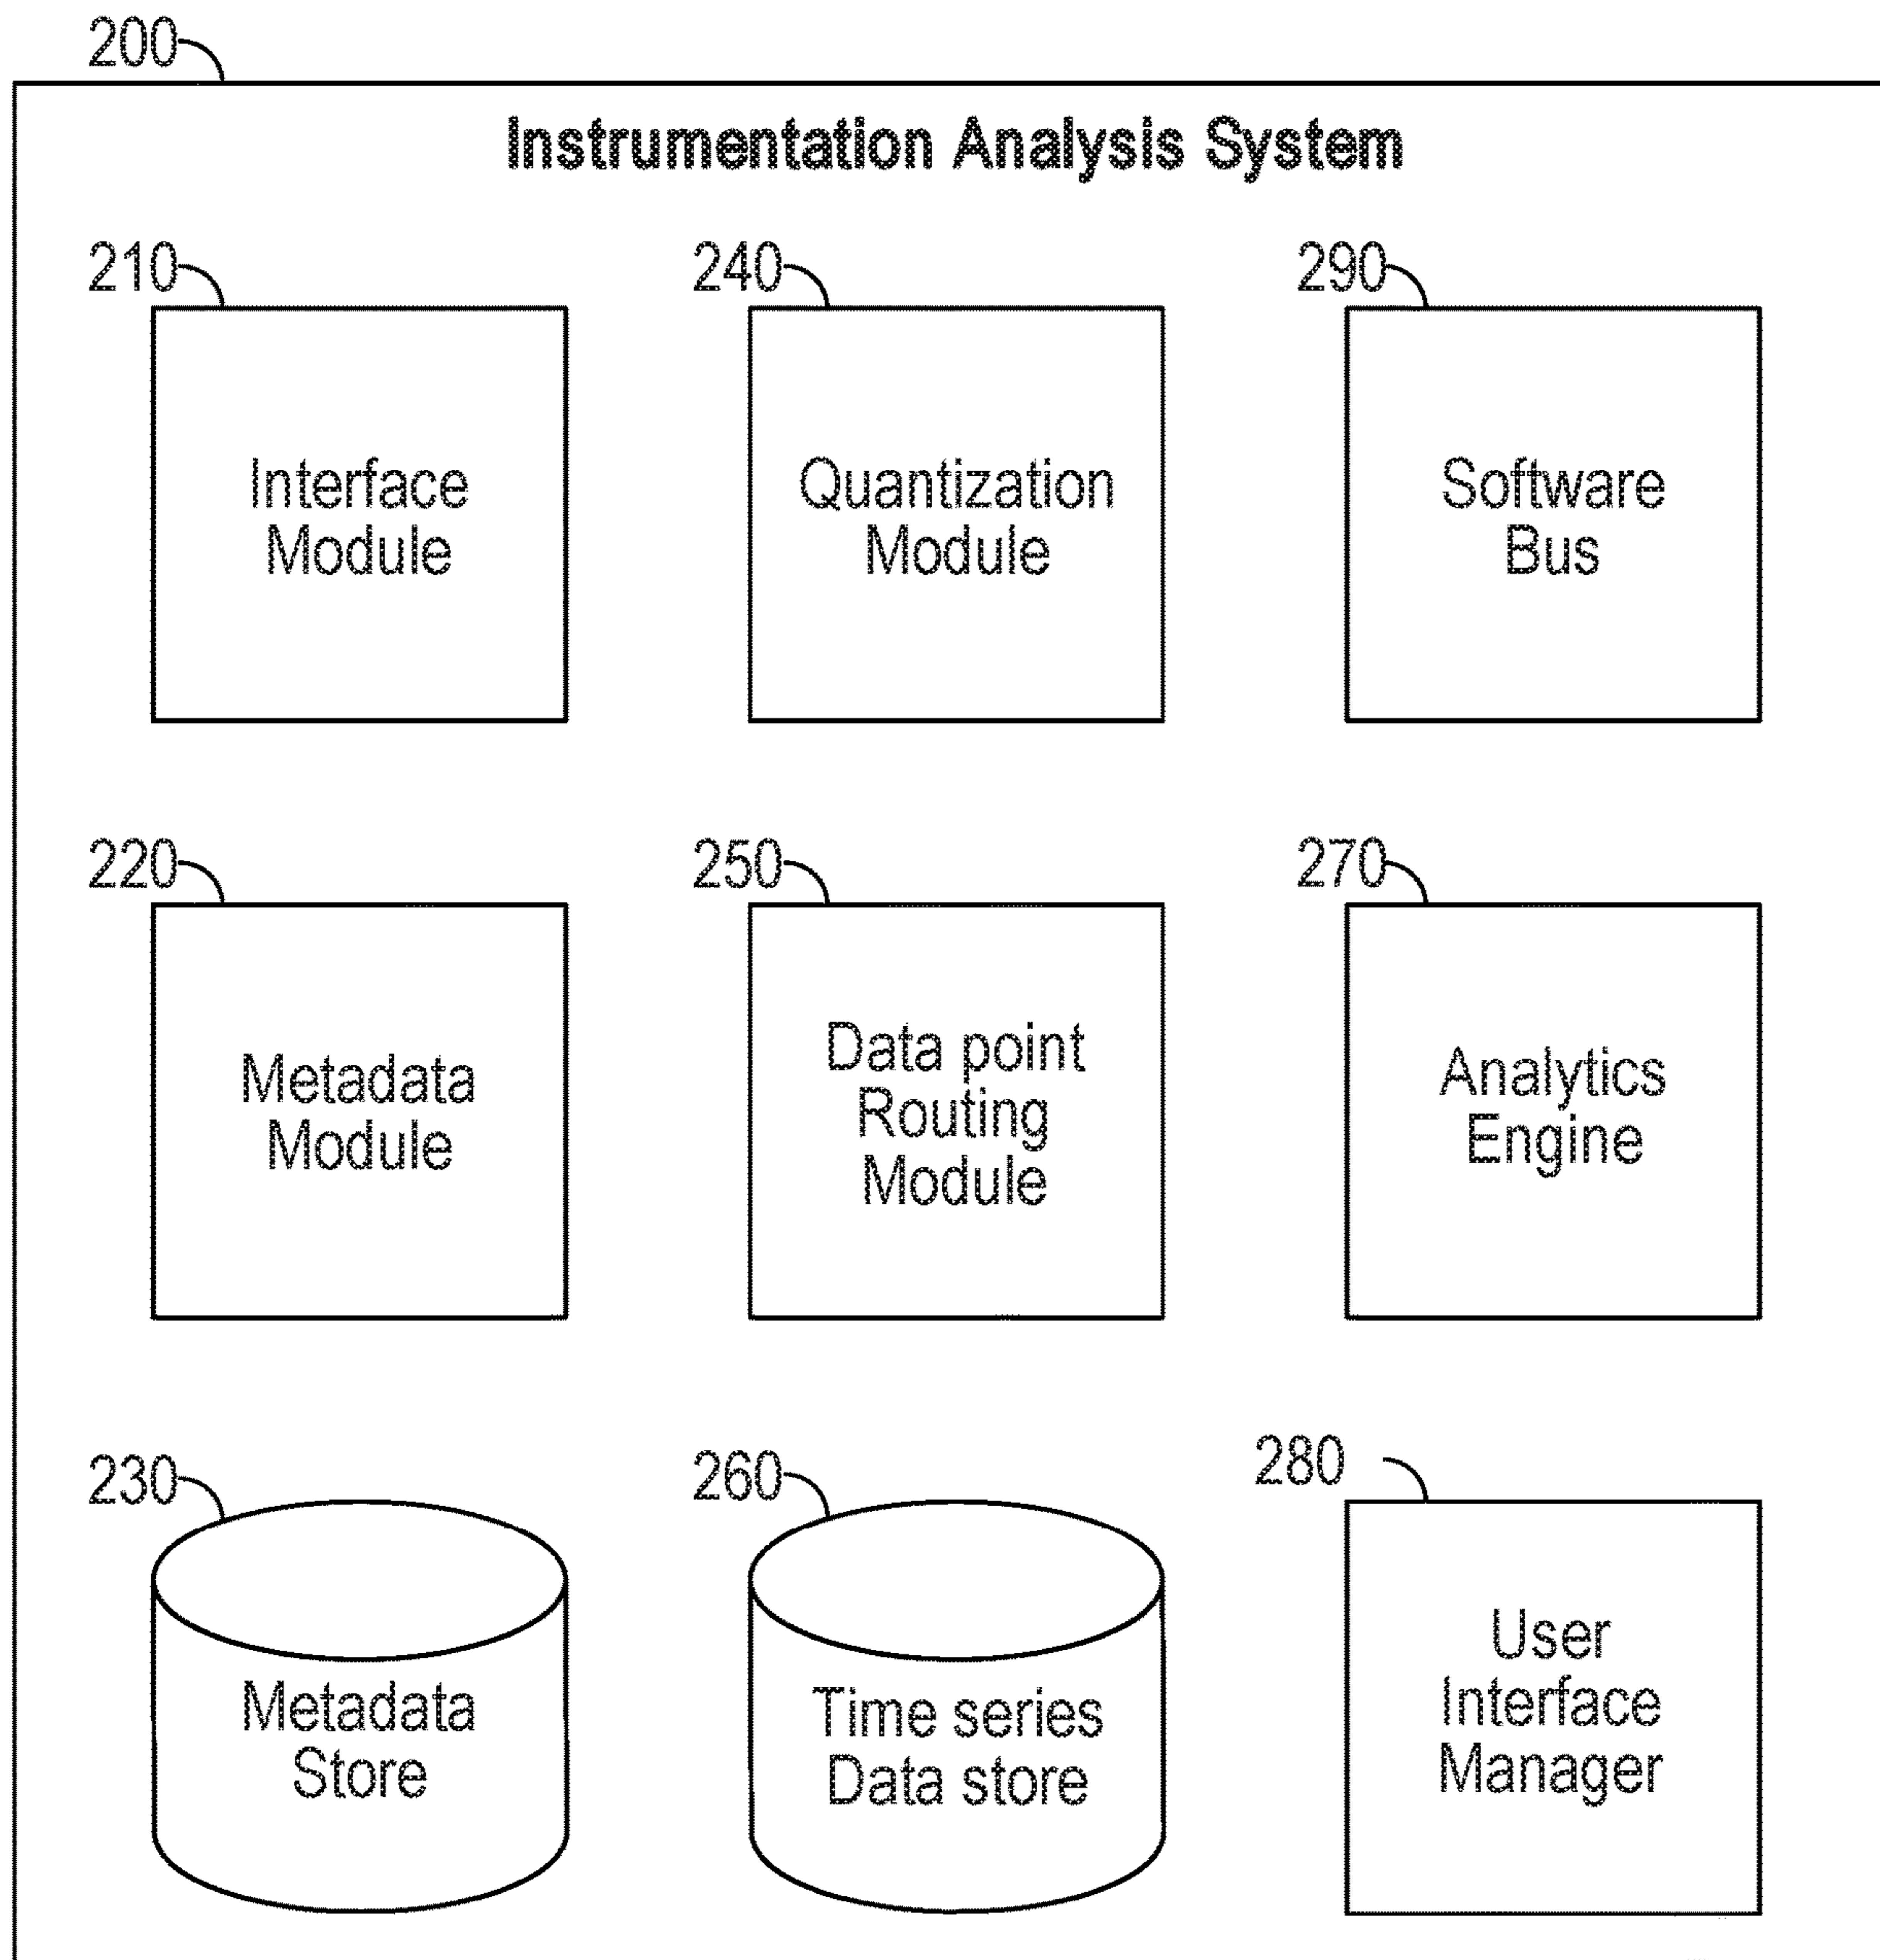 200
Instrumentation Analysis System
210
Interface
Module
240
Quantization
Module
290
Software
Bus
220
Metadata
Module
250
Data point
Routing
Module
270
Analytics
Engine
230
Metadata
Store
260
Time series
Data store
280
User
Interface
Manager